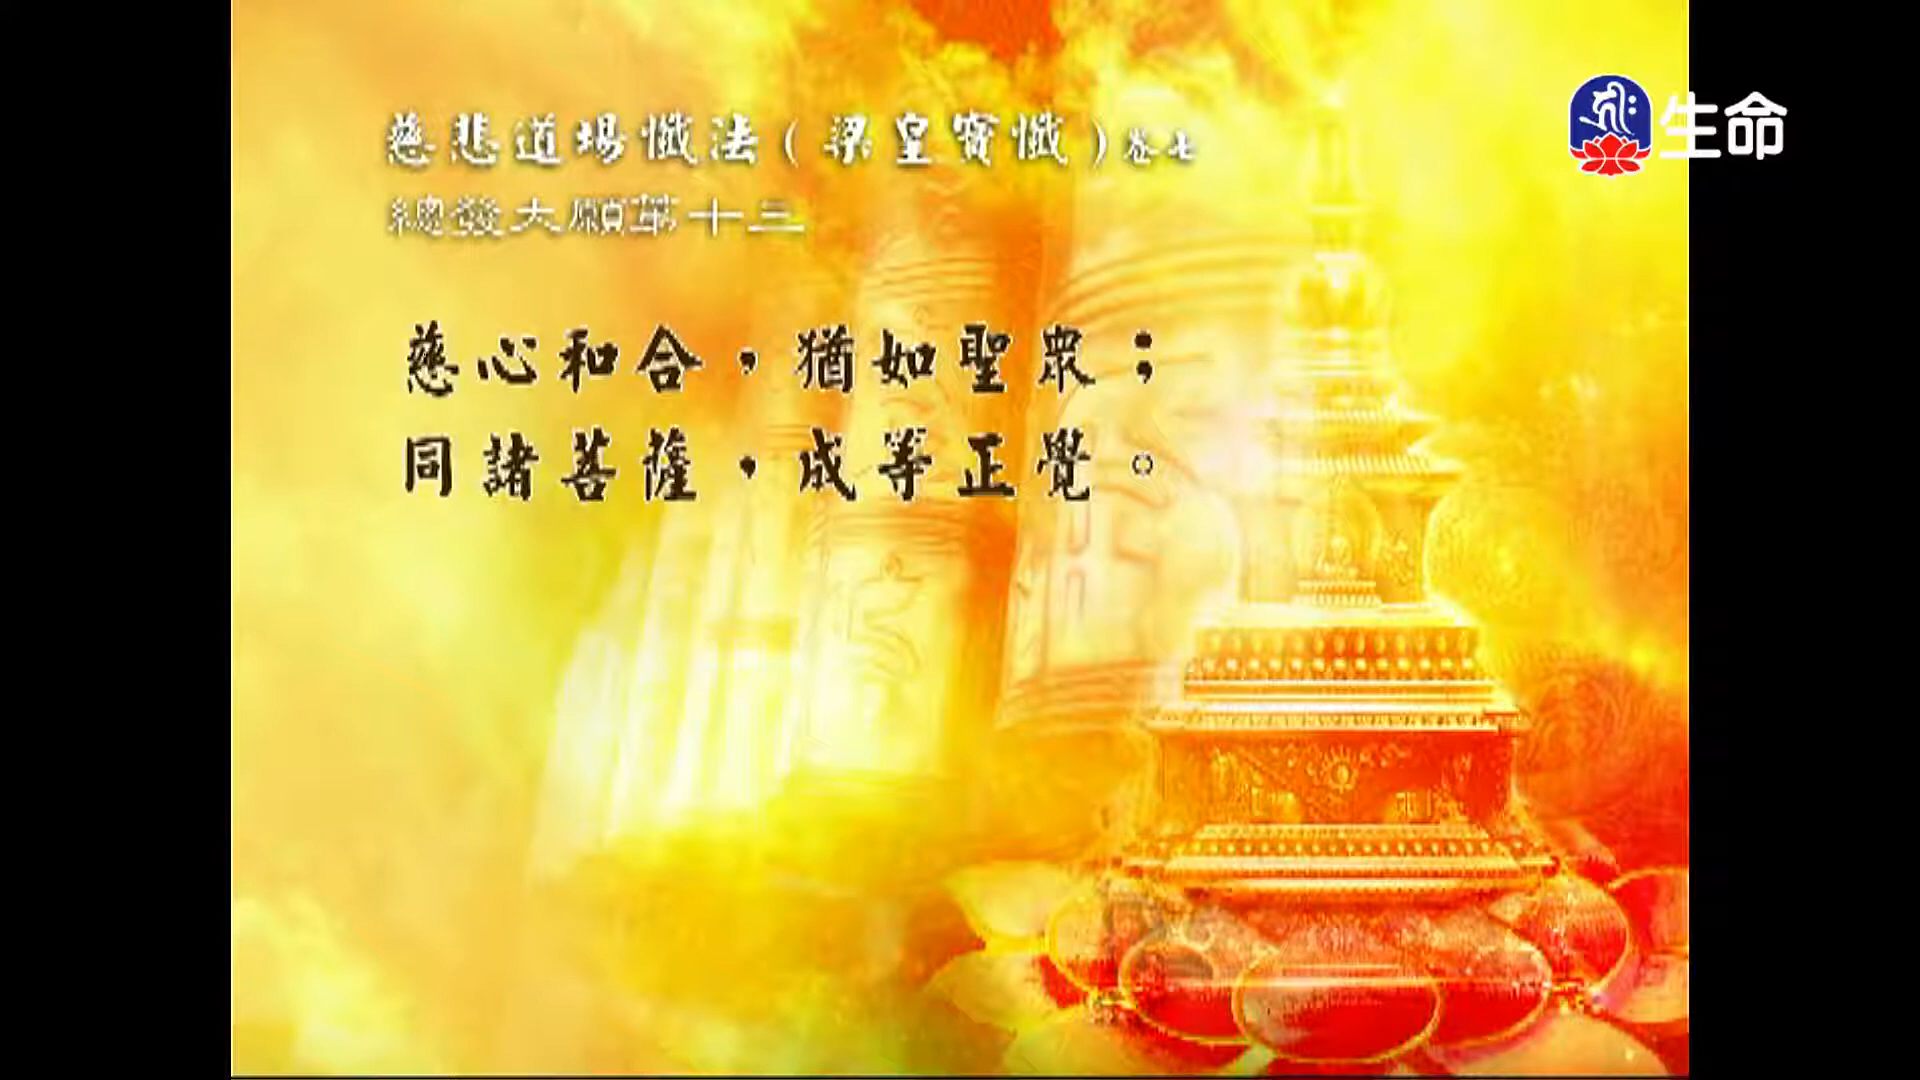 慈悲道場懺法(梁皇寶懺)卷七
總發大願第十三
慈心和合，猶如聖眾；
同諸菩薩，成等正覺。
生命